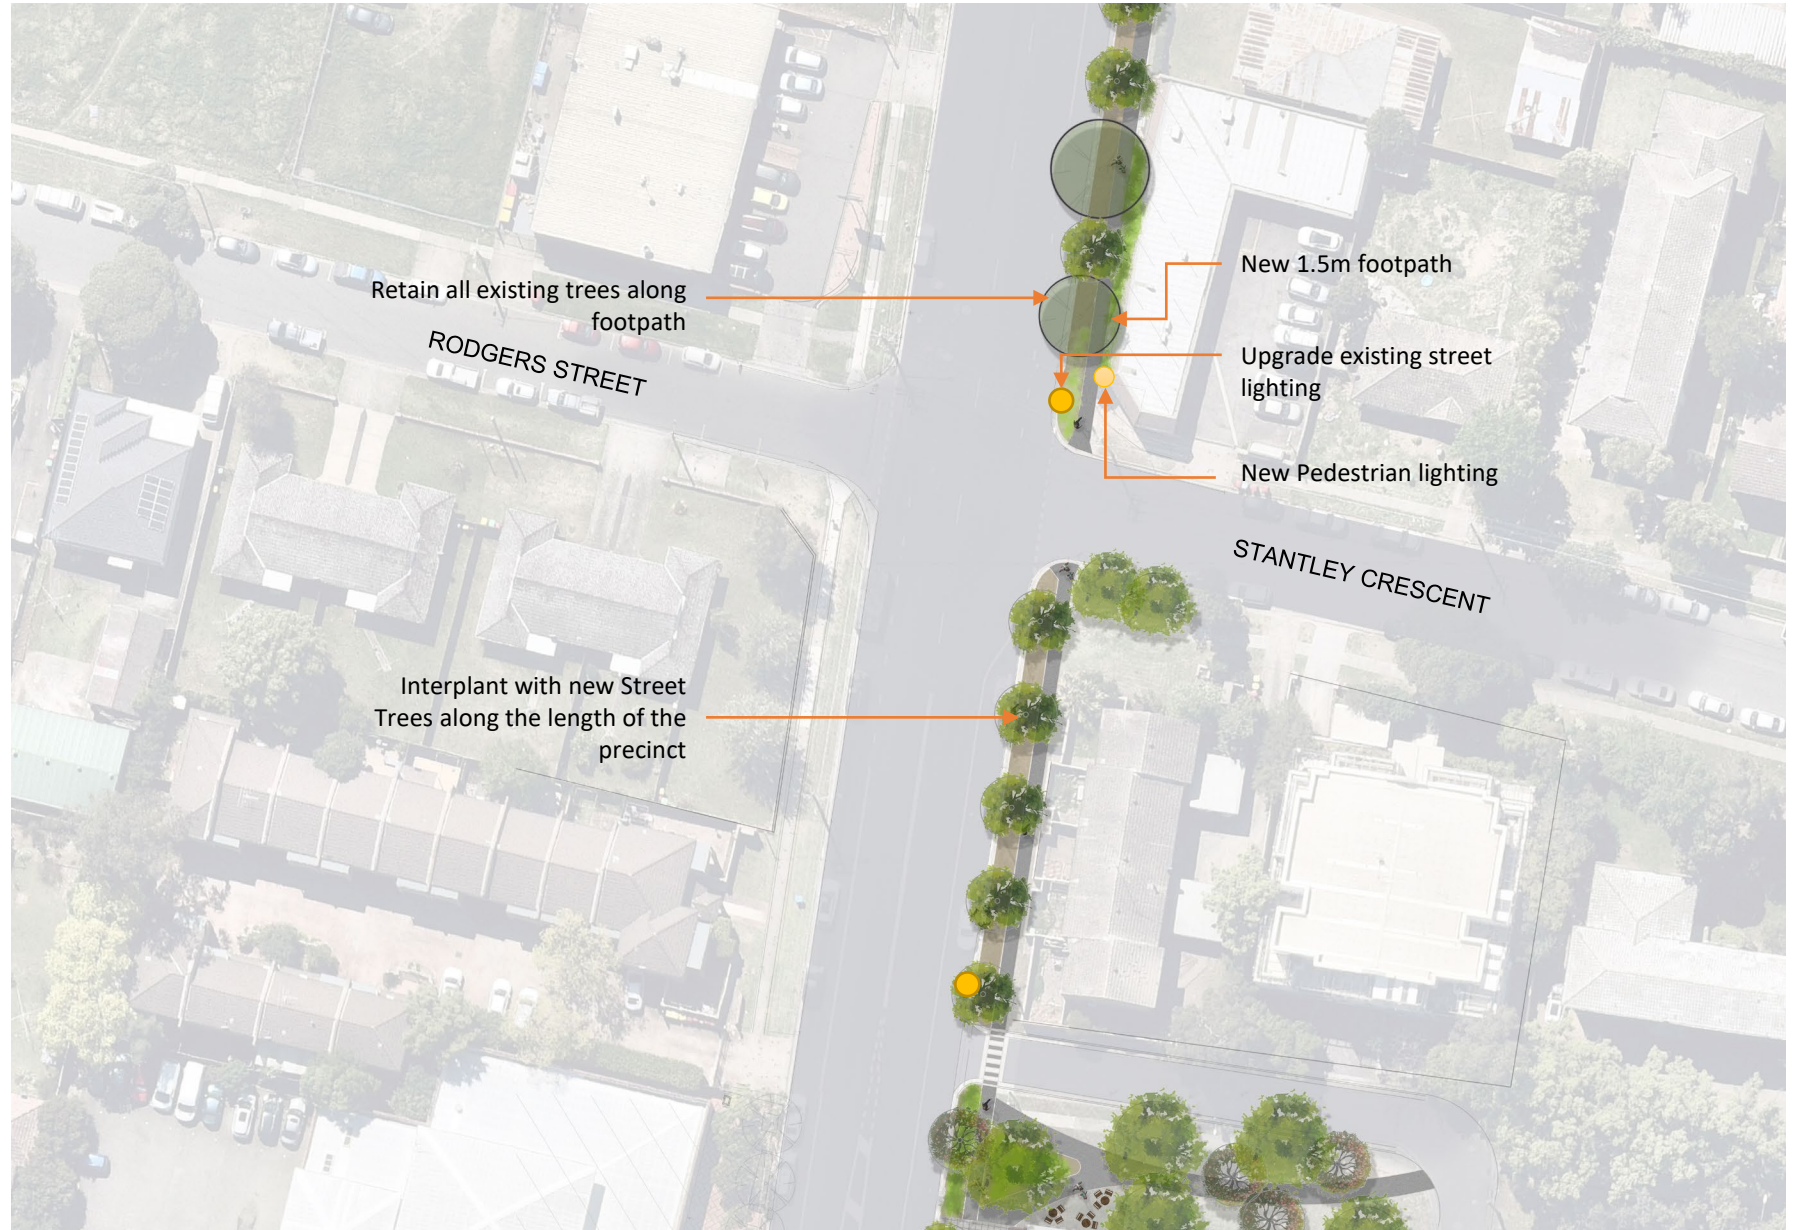 New 1.5m footpath
Retain all existing trees along
footpath
RODGERS STREET
Upgrade existing street
lighting
New Pedestrian lighting
STANTLEY CRESCENT
Interplant with new Street
Trees along the length of the
precinct